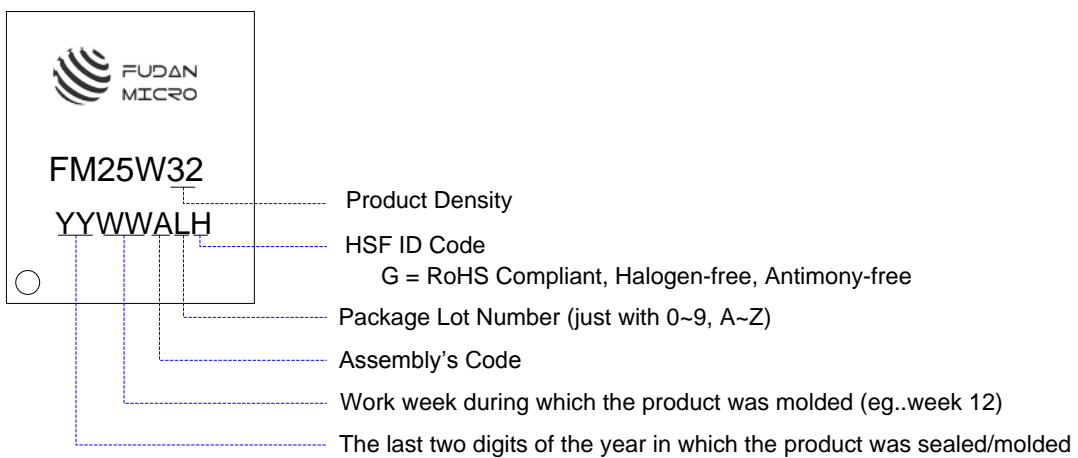 FUDAN
MICRO
FM25W32
YYWWALH
Product Density
HSF ID Code
G = RoHS Compliant, Halogen-free, Antimony-free
Package Lot Number (just with 0~9, A~Z)
Assembly's Code
Work week during which the product was molded (eg..week 12)
The last two digits of the year in which the product was sealed/molded